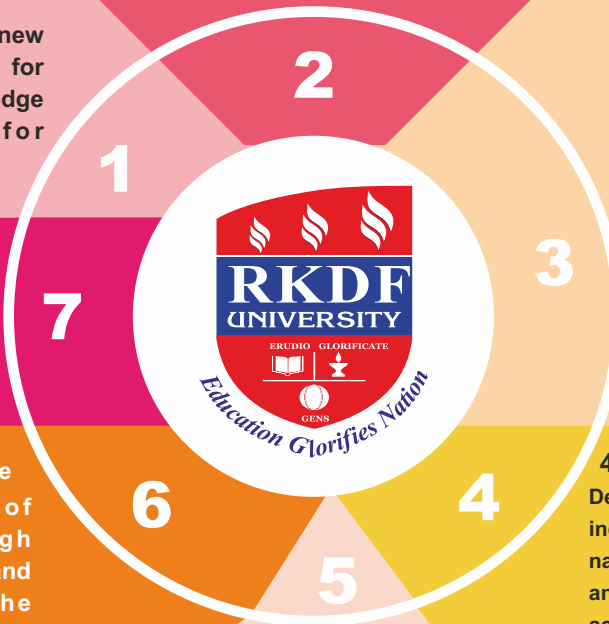 new
for
dge
for
2
1
3
7
RKDF
UNIVERSITY
ERUDIO GLORIFICATE
GENS
Education Glorifies Nation
e
of
gh
and
he
6
4
5
4
De
in
na
an